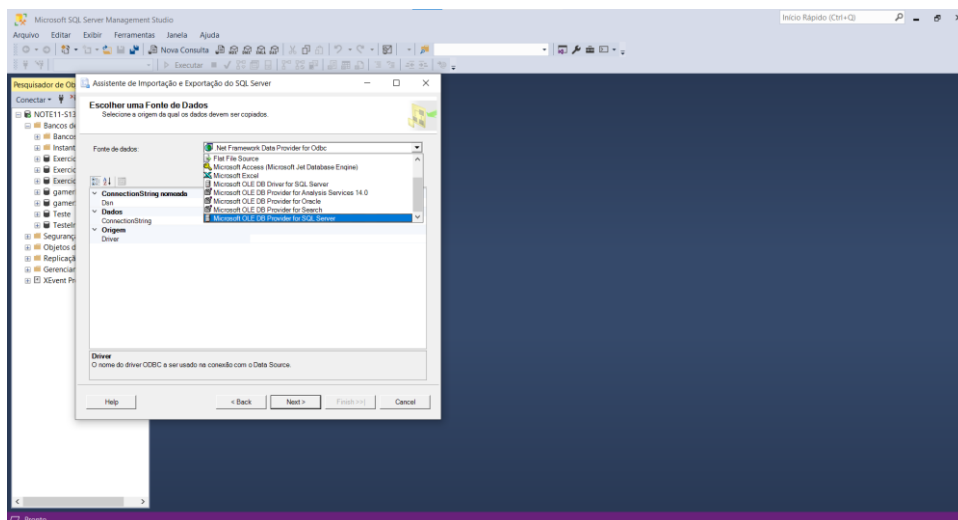 Microsoft SQL Server Management Studio
Início Rápido (Ctrl+Q)
Arquivo Editar Exibir Ferramentas Janela Ajuda
Nova Consulta
Executar
Pesquisador de Ob
Conectar
NOTE11-S13
Bancos de
Bancos
Instant
Exercic
Exercic
Exercic
gamer
gamer
Teste
TesteIr
Seguranç
Objetos d
Replicaçã
Gerenciar
XEvent Pr
Assistente de Importação e Exportação do SQL Server
Escolher uma Fonte de Dados
Selecione a origem da qual os dados devem ser copiados.
Fonte de dados:
.Net Framework Data Provider for Odbc
Flat File Source
Microsoft Access (Microsoft Jet Database Engine)
Microsoft Excel
Microsoft OLE DB Driver for SQL Server
Microsoft OLE DB Provider for Analysis Services 14.0
Microsoft OLE DB Provider for Oracle
Microsoft OLE DB Provider for Search
Microsoft OLE DB Provider for SQL Server
ConnectionString nomeada
Dsn
Dados
ConnectionString
Origem
Driver
Driver
O nome do driver ODBC a ser usado na conexão com o Data Source.
Help
< Back
Next >
Finish >>|
Cancel
Pronto